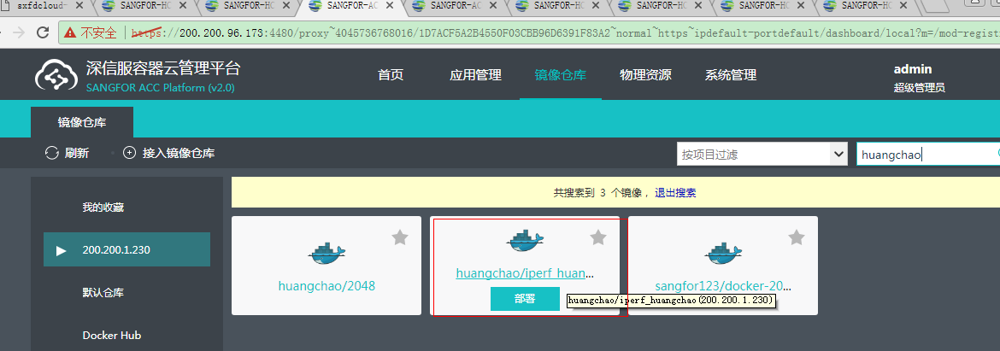 sxfdcloud-
SANGFOR-HC
SANGFOR-HC
SANGFOR-AC
SANGFOR-AC
SANGFOR-HC
SANGFOR-HC
SANGFOR-HC
SANGFOR-HC
不安全 | https://200.200.96.173:4480/proxy~4045736768016/1D7ACF5A2B4550F03CBB96D6391F83A2~normal~https~ipdefault-portdefault/dashboard/local?m=/mod-regist
深信服容器云管理平台
SANGFOR ACC Platform (v2.0)
首页
应用管理
镜像仓库
物理资源
系统管理
admin
超级管理员
镜像仓库
刷新
接入镜像仓库
按项目过滤
huangchao
我的收藏
200.200.1.230
默认仓库
Docker Hub
共搜索到 3 个镜像， 退出搜索
huangchao/2048
huangchao/iperf_huan...
部署
huangchao/iperf_huangchao(200.200.1.230)
sangfor123/docker-20...